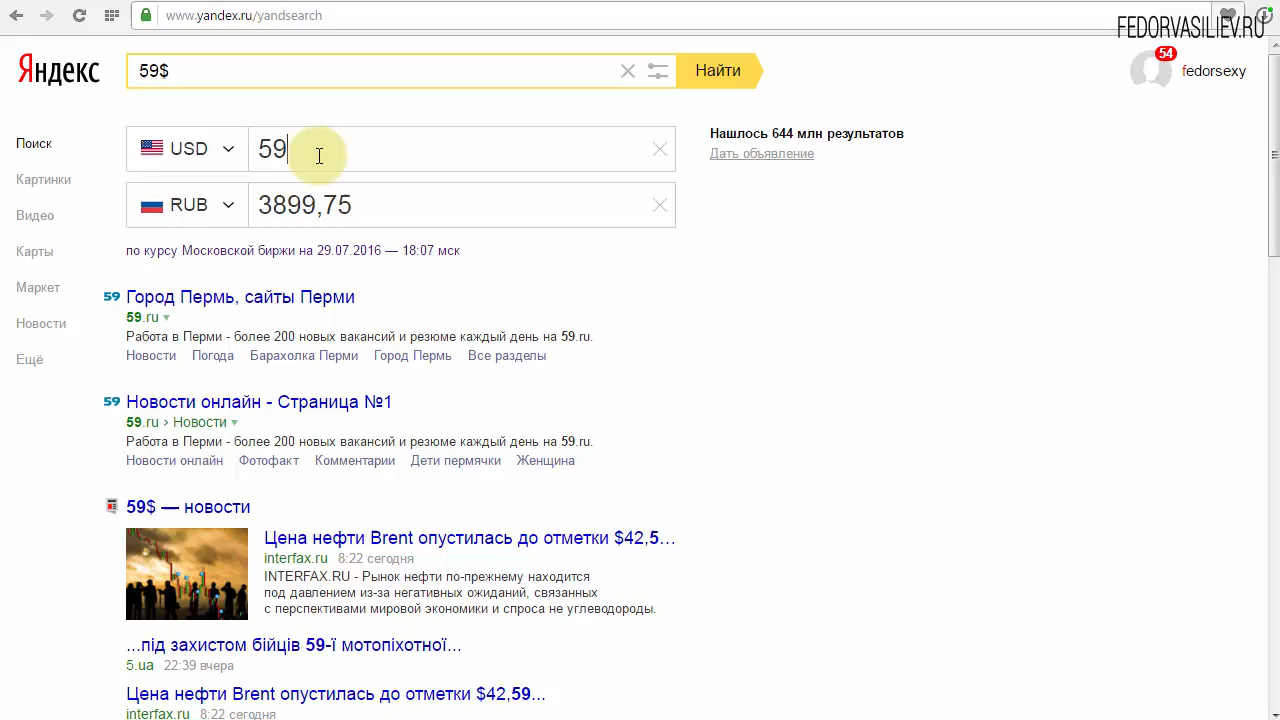 www.yandex.ru/yandsearch
FEDORVASILIEV.RU
Яндекс
59$
Найти
54
fedorsexy
Поиск
Картинки
Видео
Карты
Маркет
Новости
Ещё
USD
59
RUB
3899,75
по курсу Московской биржи на 29.07.2016 — 18:07 мск
Нашлось 644 млн результатов
Дать объявление
59
Город Пермь, сайты Перми
59.ru
Работа в Перми - более 200 новых вакансий и резюме каждый день на 59.ru.
Новости Погода Барахолка Перми Город Пермь Все разделы
59
Новости онлайн - Страница №1
59.ru › Новости
Работа в Перми - более 200 новых вакансий и резюме каждый день на 59.ru.
Новости онлайн Фотофакт Комментарии Дети пермячки Женщина
59$ — новости
Цена нефти Brent опустилась до отметки $42,5...
interfax.ru 8:22 сегодня
INTERFAX.RU - Рынок нефти по-прежнему находится
под давлением из-за негативных ожиданий, связанных
с перспективами мировой экономики и спроса не углеводороды.
...під захистом бійців 59-ї мотопіхотної...
5.ua 22:39 вчера
Цена нефти Brent опустилась до отметки $42,59...
interfax.ru 8:22 сегодня